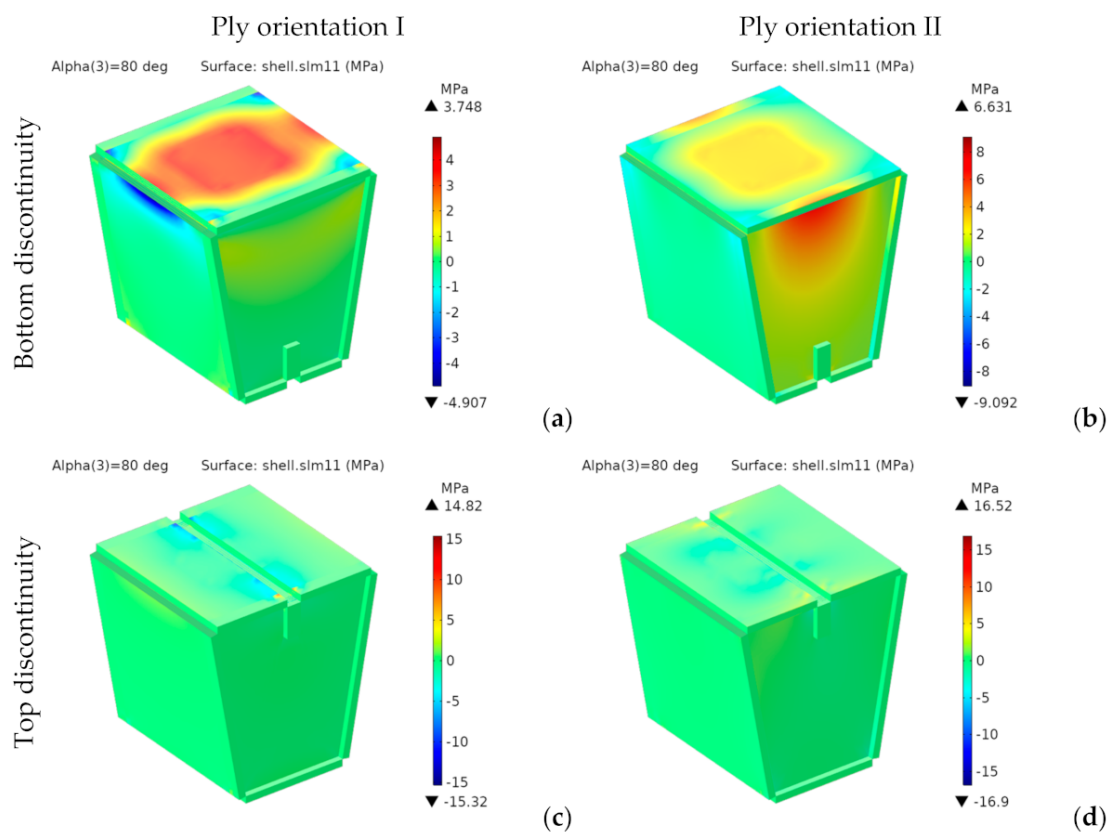 Ply orientation I
Ply orientation II
Bottom discontinuity
Alpha(3)=80 deg Surface: shell.slm11 (MPa)
MPa
▲ 3.748
4
3
2
1
0
-1
-2
-3
-4
▼ -4.907
(a)
Alpha(3)=80 deg Surface: shell.slm11 (MPa)
MPa
▲ 6.631
8
6
4
2
0
-2
-4
-6
-8
▼ -9.092
(b)
Top discontinuity
Alpha(3)=80 deg Surface: shell.slm11 (MPa)
MPa
▲ 14.82
15
10
5
0
-5
-10
-15
▼ -15.32
(c)
Alpha(3)=80 deg Surface: shell.slm11 (MPa)
MPa
▲ 16.52
15
10
5
0
-5
-10
-15
▼ -16.9
(d)